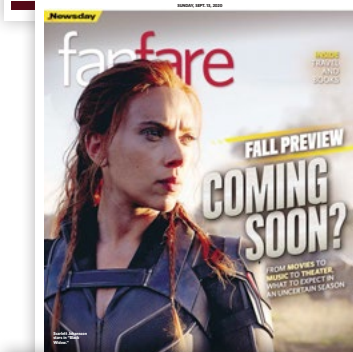 SUNDAY, SEPT. 13, 2020
Newsday
fanfare
INSIDE
TRAVEL
AND
BOOKS
FALL PREVIEW
COMING
SOON?
FROM MOVIES TO
MUSIC TO THEATER,
WHAT TO EXPECT IN
AN UNCERTAIN SEASON
Scarlett Johansson
stars in "Black
Widow."